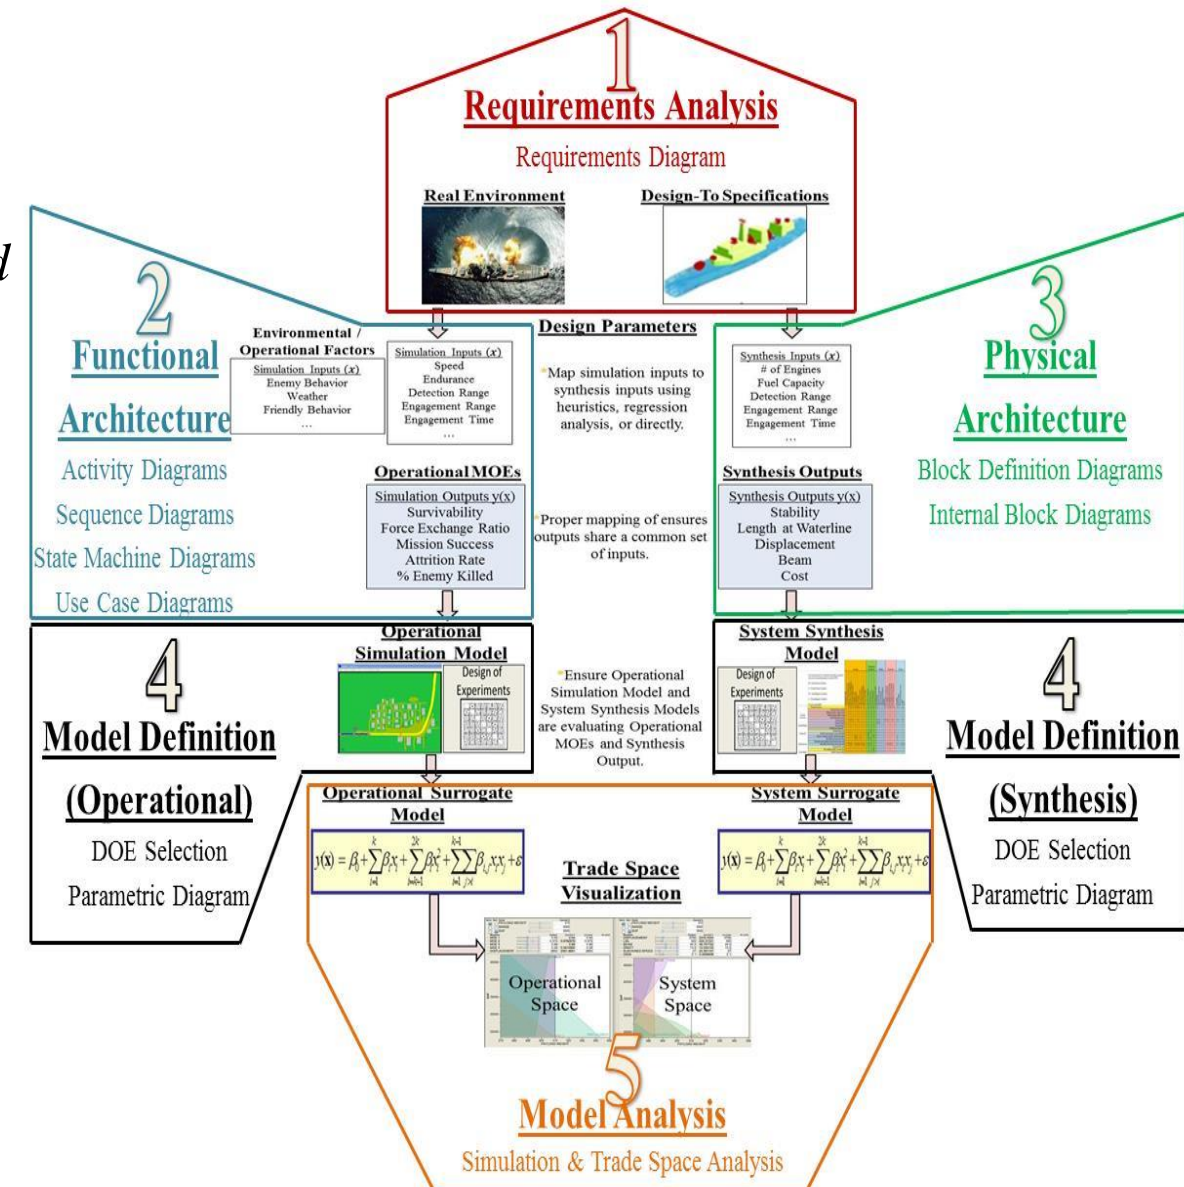 1
Requirements Analysis
Requirements Diagram
Real Environment
Design-To Specifications
d
2
Functional
Architecture
Activity Diagrams
Sequence Diagrams
State Machine Diagrams
Use Case Diagrams
Environmental /
Operational Factors
Simulation Inputs (x)
Enemy Behavior
Weather
Friendly Behavior
...
Simulation Inputs (x)
Speed
Endurance
Detection Range
Engagement Range
Engagement Time
...
Operational MOEs
Simulation Outputs y(x)
Survivability
Force Exchange Ratio
Mission Success
Attrition Rate
% Enemy Killed
Design Parameters
*Map simulation inputs to
synthesis inputs using
heuristics, regression
analysis, or directly.
*Proper mapping of ensures
outputs share a common set
of inputs.
3
Physical
Architecture
Block Definition Diagrams
Internal Block Diagrams
Synthesis Inputs (x)
# of Engines
Fuel Capacity
Detection Range
Engagement Range
Engagement Time
...
Synthesis Outputs
Synthesis Outputs y(x)
Stability
Length at Waterline
Displacement
Beam
Cost
4
Model Definition
(Operational)
DOE Selection
Parametric Diagram
Operational
Simulation Model
Design of
Experiments
*Ensure Operational
Simulation Model and
System Synthesis Models
are evaluating Operational
MOEs and Synthesis
Output.
System Synthesis
Model
Design of
Experiments
4
Model Definition
(Synthesis)
DOE Selection
Parametric Diagram
Operational Surrogate
Model
System Surrogate
Model
Trade Space
Visualization
Operational
Space
System
Space
5
Model Analysis
Simulation & Trade Space Analysis